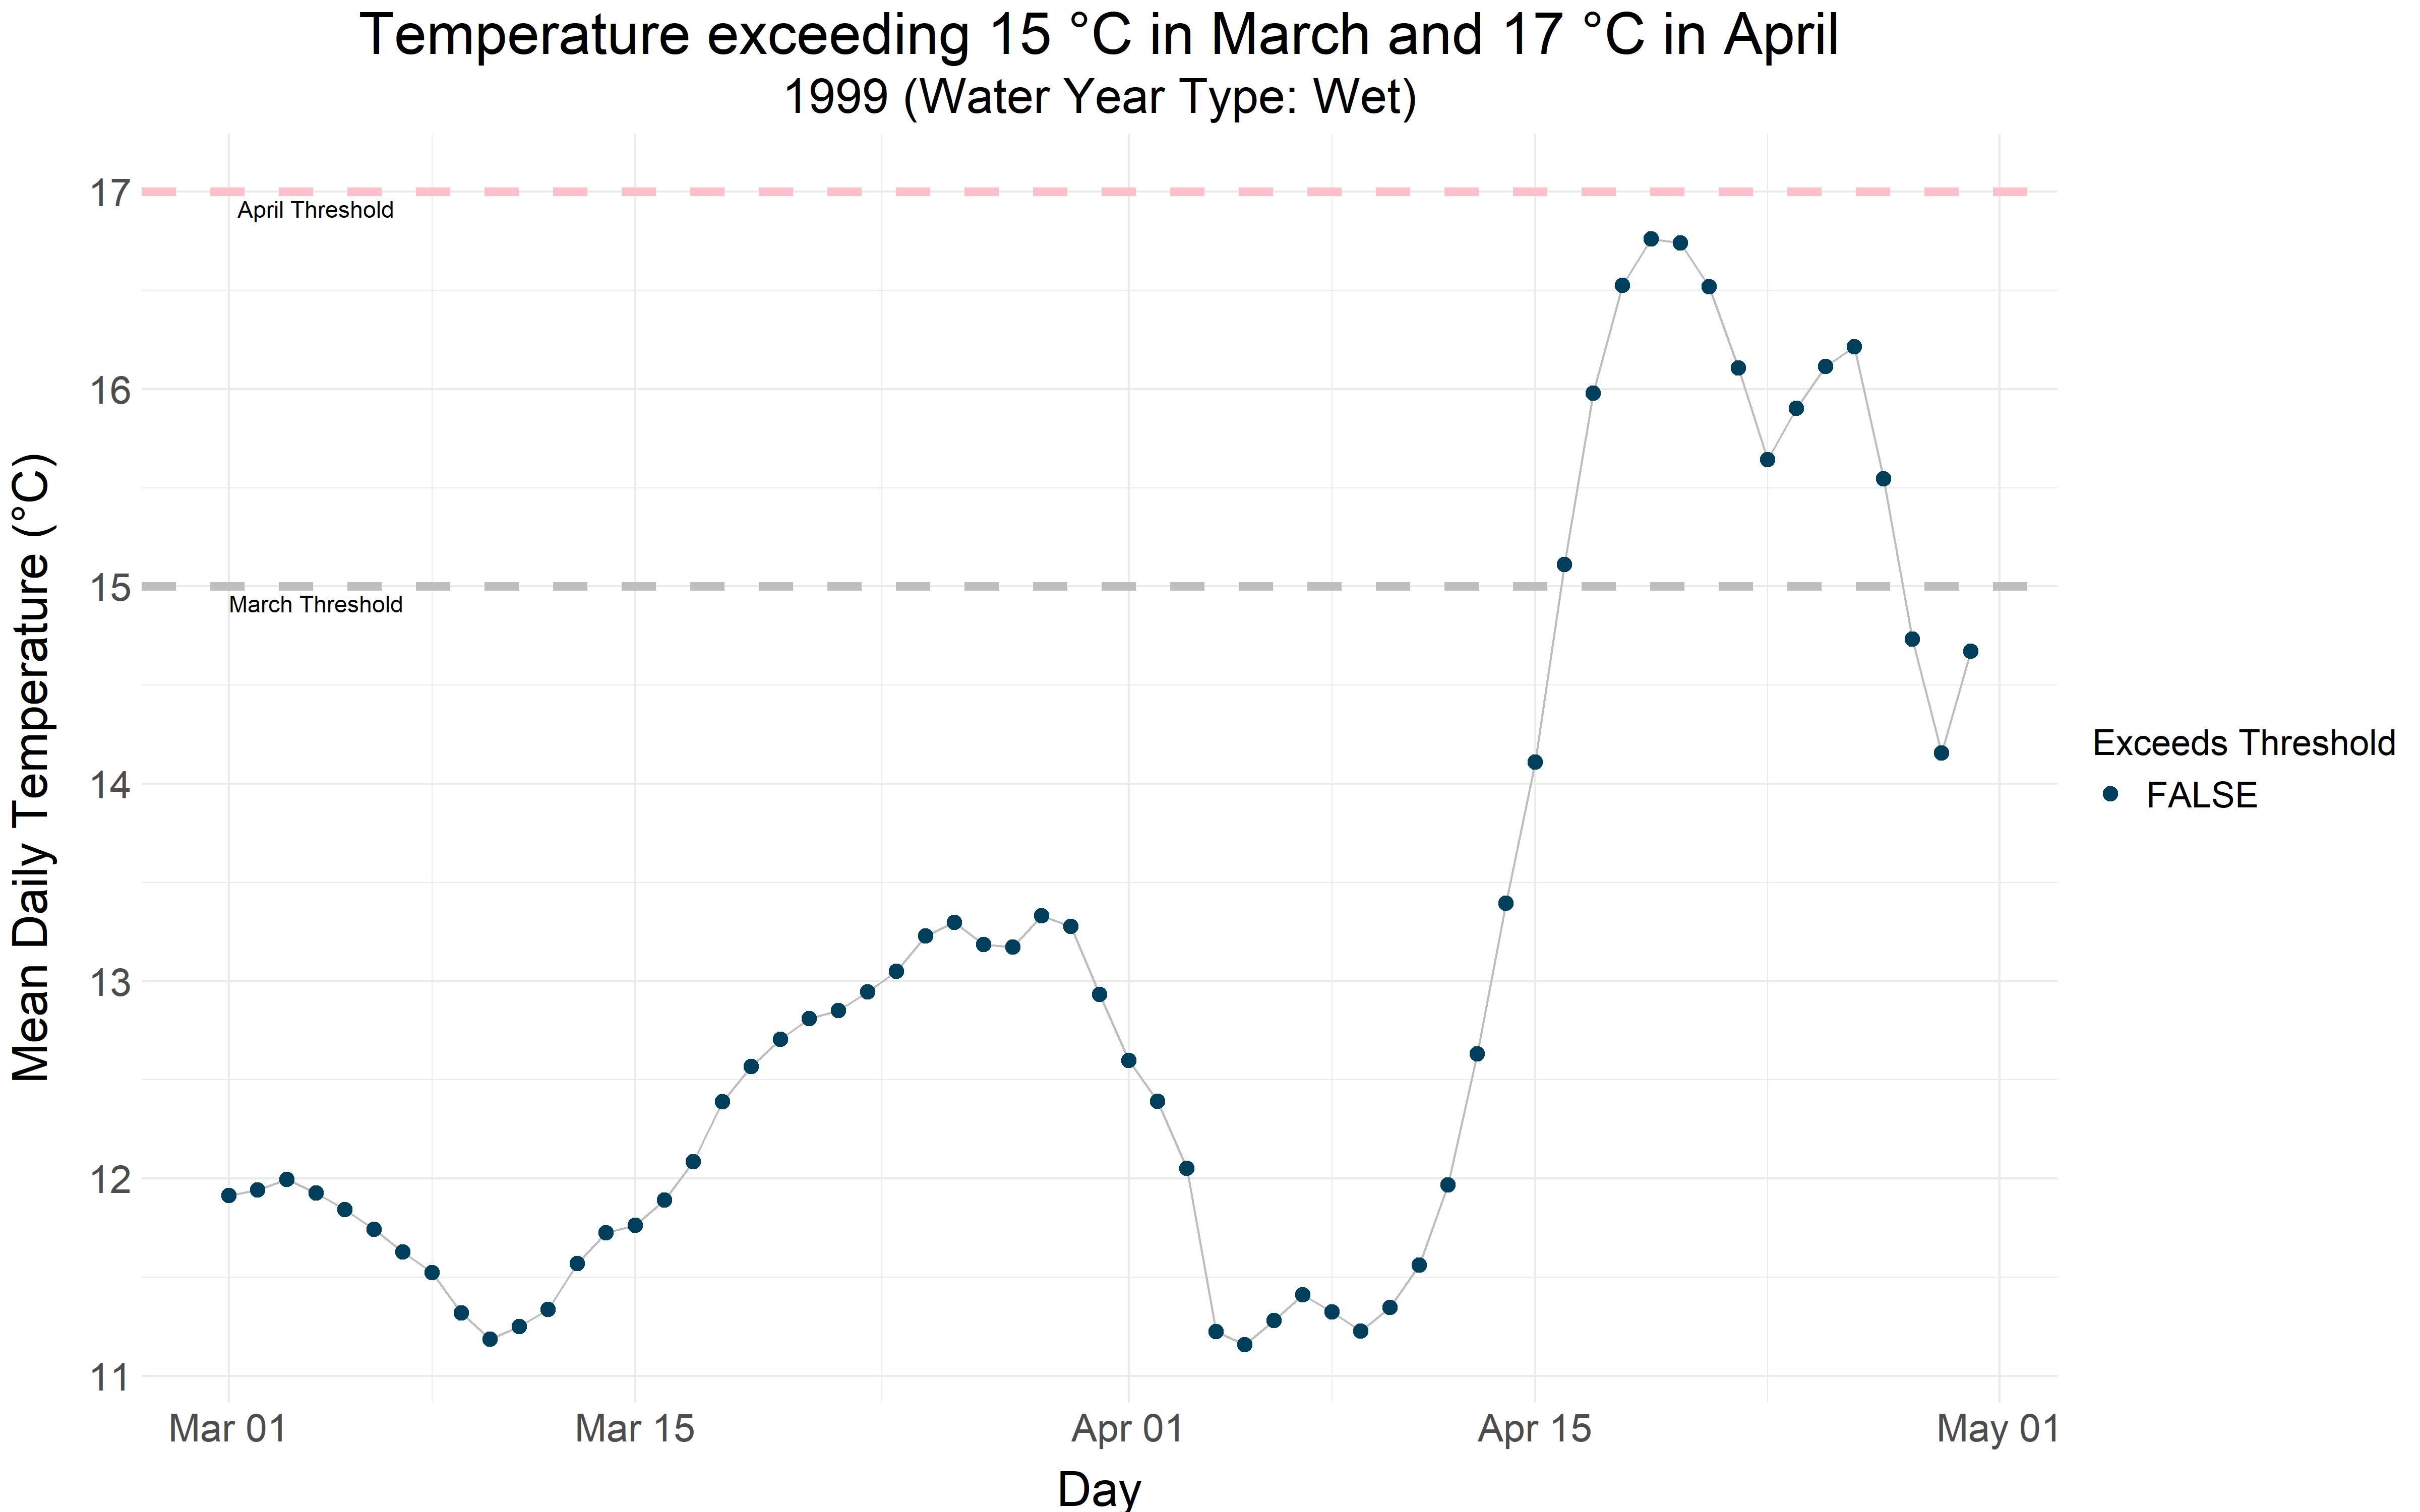 Temperature exceeding 15 °C in March and 17 °C in April
1999 (Water Year Type: Wet)
Mean Daily Temperature (°C)
17
April Threshold
16
15
March Threshold
14
13
12
11
Exceeds Threshold
FALSE
Mar 01 Mar 15 Apr 01 Apr 15 May 01
Day